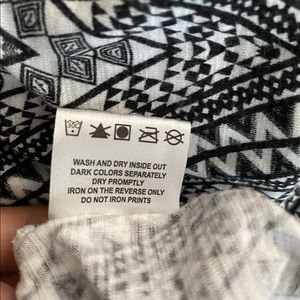 WASH AND DRY INSIDE OUT
DARK COLORS SEPARATELY
DRY PROMPTLY
IRON ON THE REVERSE ONLY
DO NOT IRON PRINTS